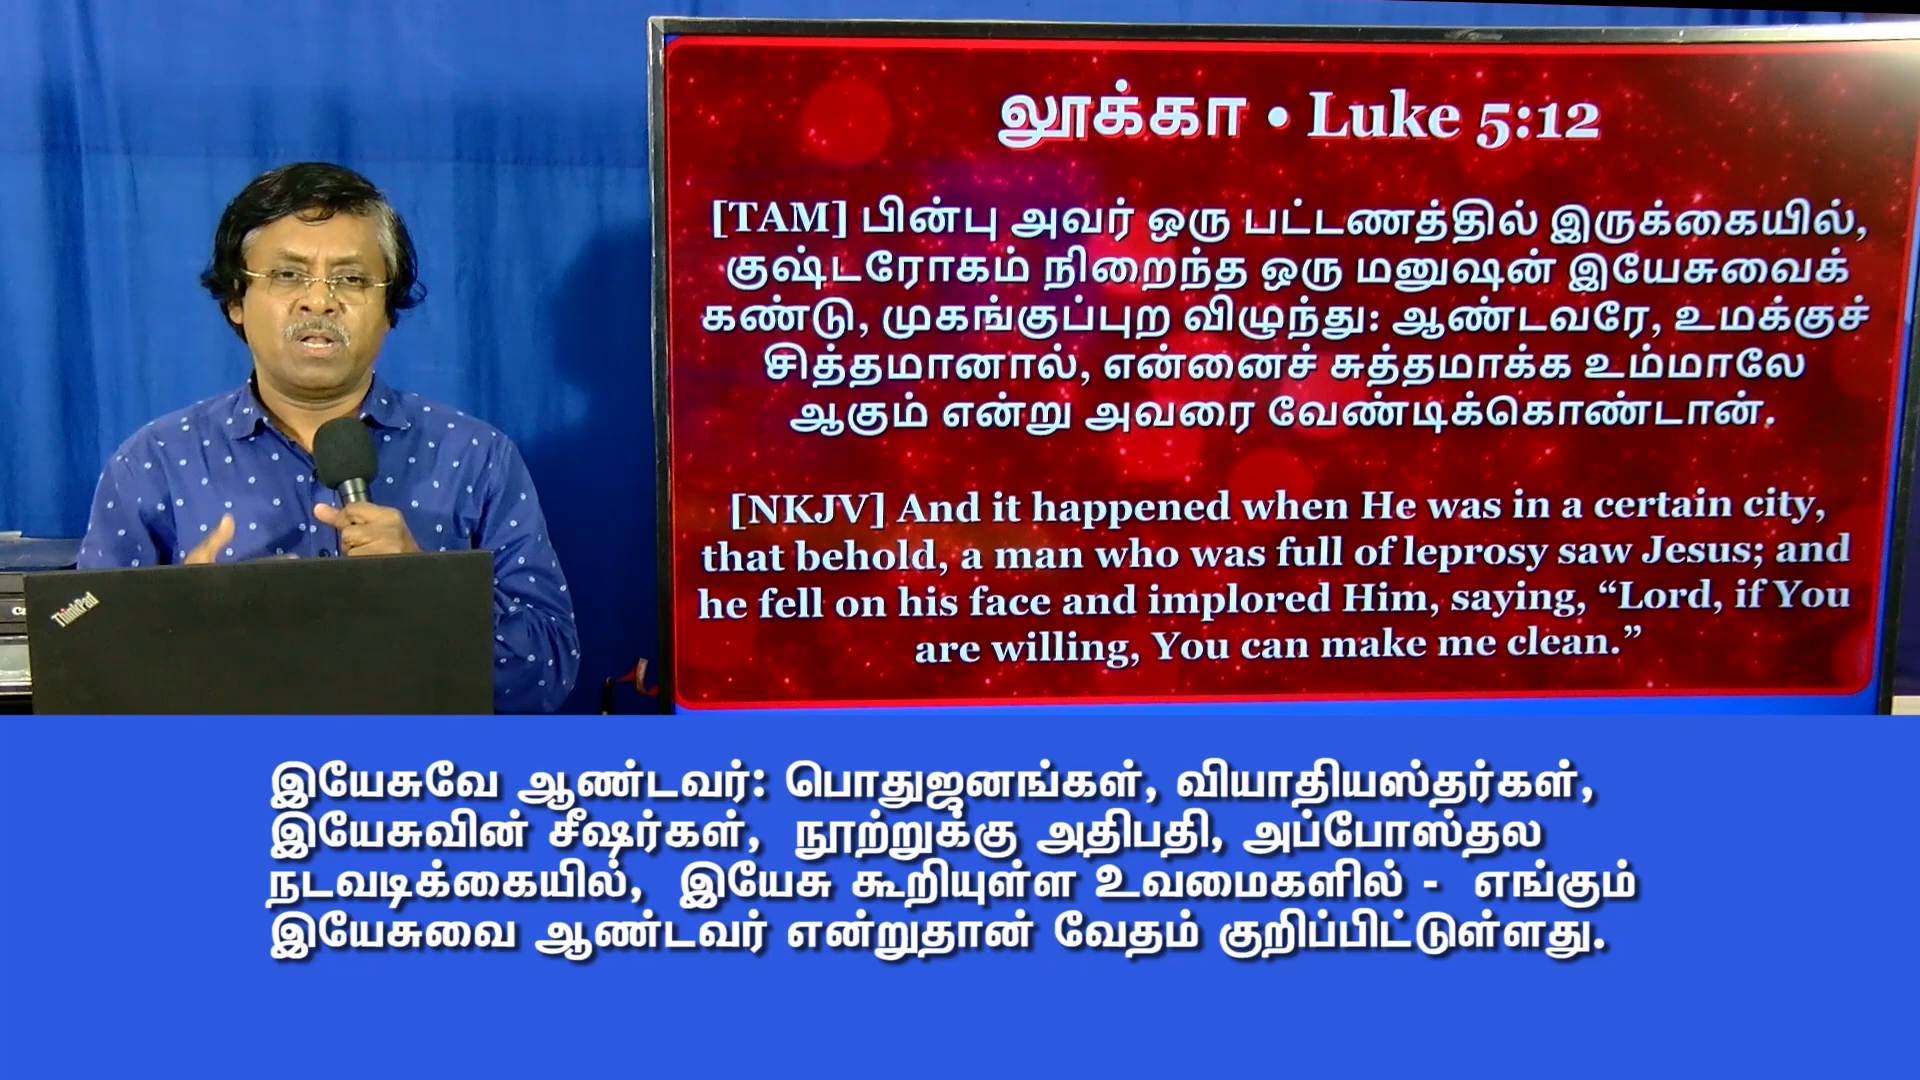 லூக்கா • Luke 5:12
[TAM] பின்பு அவர் ஒரு பட்டணத்தில் இருக்கையில்,
குஷ்டரோகம் நிறைந்த ஒரு மனுஷன் இயேசுவைக்
கண்டு, முகங்குப்புற விழுந்து: ஆண்டவரே, உமக்குச்
சித்தமானால், என்னைச் சுத்தமாக்க உம்மாலே
ஆகும் என்று அவரை வேண்டிக்கொண்டான்.
[NKJV] And it happened when He was in a certain city,
that behold, a man who was full of leprosy saw Jesus; and
he fell on his face and implored Him, saying, “Lord, if You
are willing, You can make me clean.”
ThinkPad
இயேசுவே ஆண்டவர்: பொதுஜனங்கள், வியாதியஸ்தர்கள்,
இயேசுவின் சீஷர்கள், நூற்றுக்கு அதிபதி, அப்போஸ்தல
நடவடிக்கையில், இயேசு கூறியுள்ள உவமைகளில் - எங்கும்
இயேசுவை ஆண்டவர் என்றுதான் வேதம் குறிப்பிட்டுள்ளது.